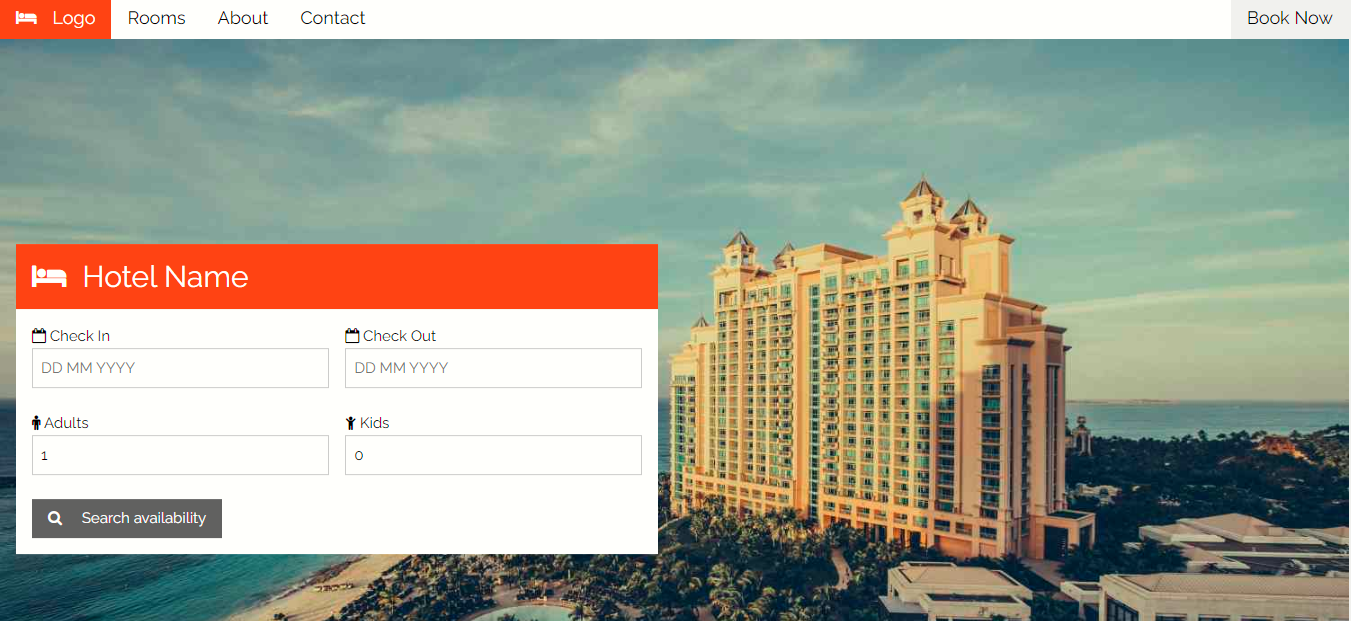 Logo Rooms About Contact Book Now
Hotel Name
Check In Check Out
DD MM YYYY DD MM YYYY
Adults Kids
1 0
Search availability